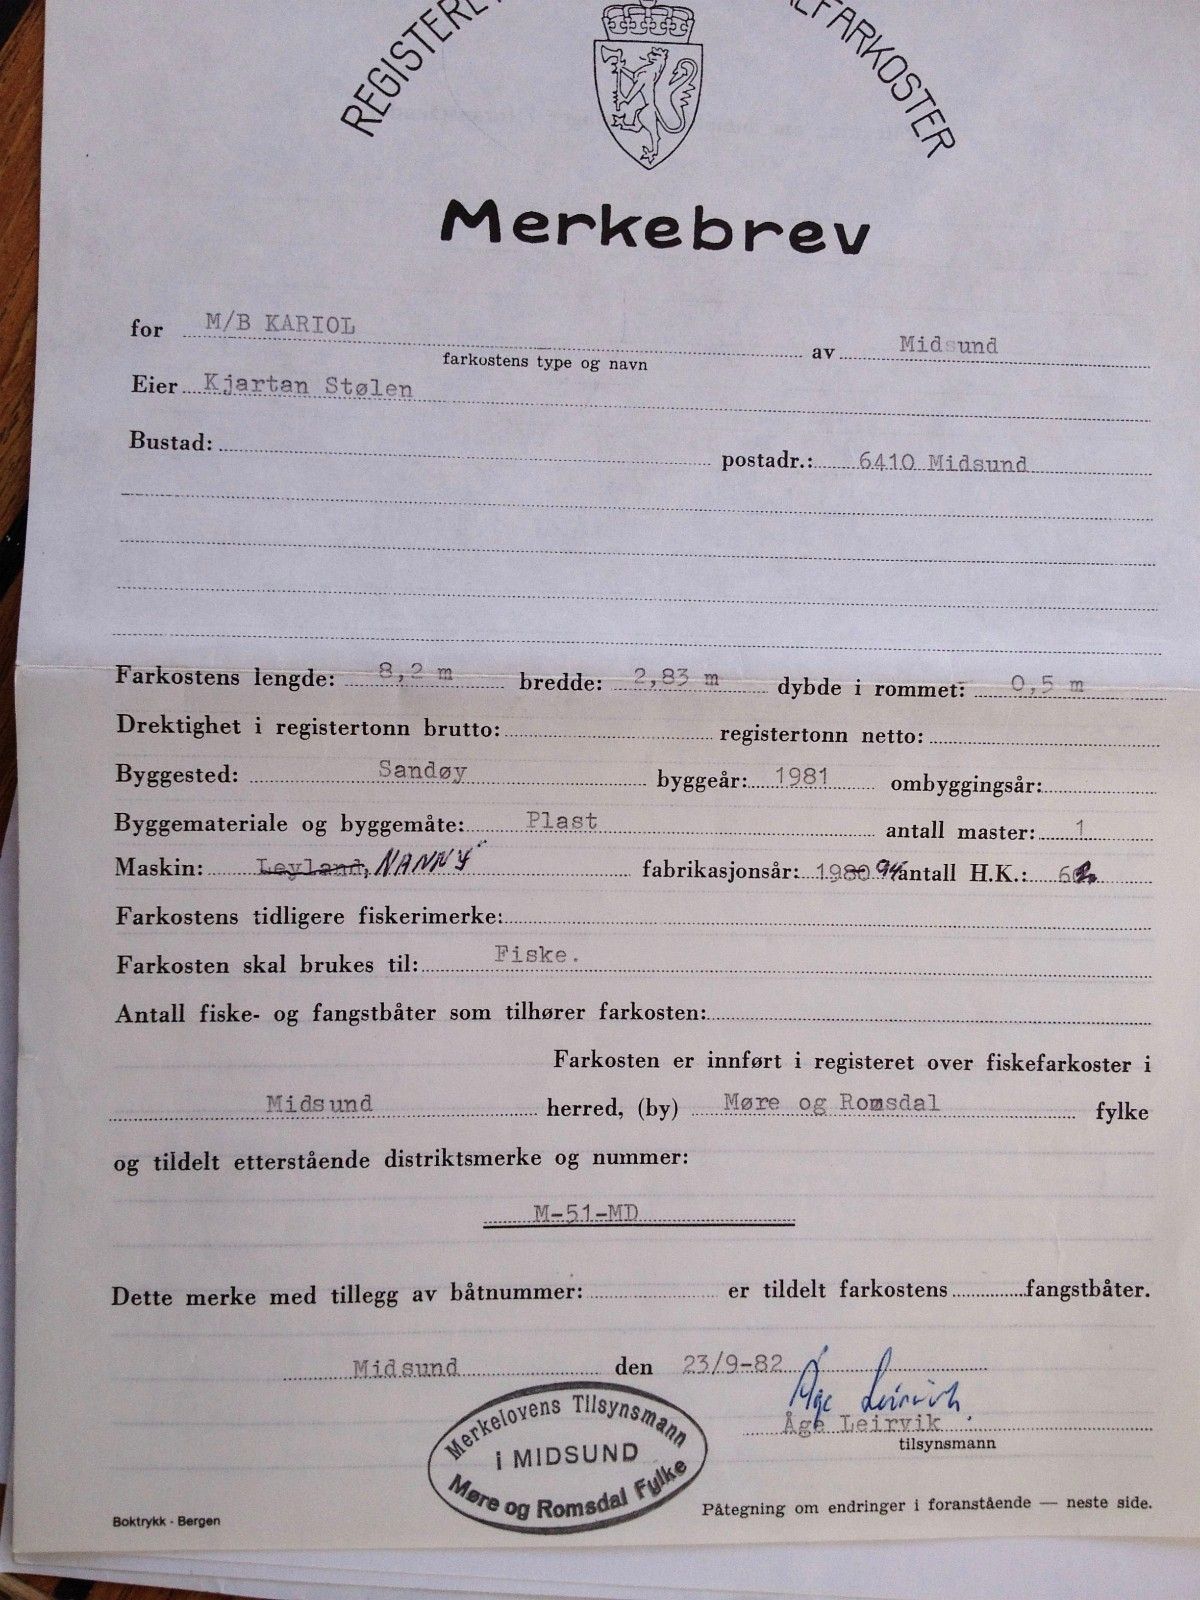 REGISTERE
FARKOSTER
Merkebrev
for M/B KARIOL av Midsund
farkostens type og navn
Eier Kjartan Stølen
Bustad: postadr.: 6410 Midsund
Farkostens lengde: 8,2 m bredde: 2,83 m dybde i rommet: 0,5 m
Drektighet i registertonn brutto: registertonn netto:
Byggested: Sandøy byggeår: 1981 ombyggingsår:
Byggemateriale og byggemåte: Plast antall master: 1
Maskin: Leyland, NANNY fabrikasjonsår: 1980 94 antall H.K.:
Farkostens tidligere fiskerimerke:
Farkosten skal brukes til: Fiske.
Antall fiske- og fangstbåter som tilhører farkosten:
Farkosten er innført i registeret over fiskefarkoster i
Midsund herred, (by) Møre og Romsdal fylke
og tildelt etterstående distriktsmerke og nummer:
M-51-MD
Dette merke med tillegg av båtnummer: er tildelt farkostens fangstbåter.
Midsund den 23/9-82
Åge Leirvik
Åge Leirvik
tilsynsmann
Merkelovens Tilsynsmann
i MIDSUND
Møre og Romsdal Fylke
Påtegning om endringer i foranstående — neste side.
Boktrykk - Bergen